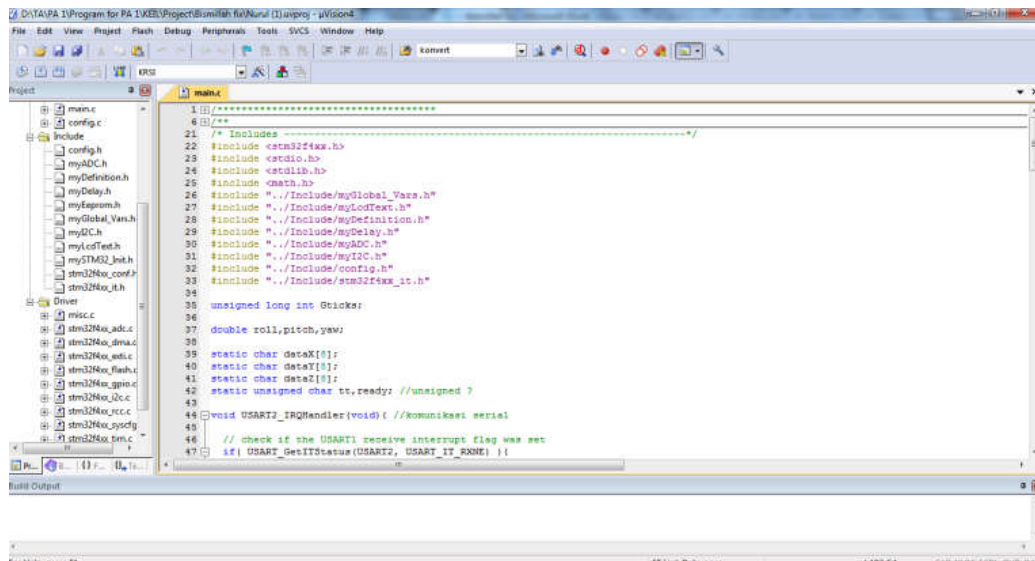 D:\TA\PA 1\Program for PA 1\KEIL\Project\Bismillah fix\Nurul (1).uvproj - µVision4
File Edit View Project Flash Debug Peripherals Tools SVCS Window Help
konvert
KRSI
Project
main.c
main.c
config.c
Include
config.h
myADC.h
myDefinition.h
myDelay.h
myEeprom.h
myGlobal_Vars.h
myI2C.h
myLcdText.h
mySTM32_Init.h
stm32f4xx_conf.h
stm32f4xx_it.h
Driver
misc.c
stm32f4xx_adc.c
stm32f4xx_dma.c
stm32f4xx_exti.c
stm32f4xx_flash.c
stm32f4xx_gpio.c
stm32f4xx_i2c.c
stm32f4xx_rcc.c
stm32f4xx_syscfg
stm32f4xx_tim.c
1 /*************************************
6 /**
21 /* Includes ------------------------------------------------------------------*/
22 #include <stm32f4xx.h>
23 #include <stdio.h>
24 #include <stdlib.h>
25 #include <math.h>
26 #include "../Include/myGlobal_Vars.h"
27 #include "../Include/myLcdText.h"
28 #include "../Include/myDefinition.h"
29 #include "../Include/myDelay.h"
30 #include "../Include/myADC.h"
31 #include "../Include/myI2C.h"
32 #include "../Include/config.h"
33 #include "../Include/stm32f4xx_it.h"
34
35 unsigned long int Gticks;
36
37 double roll,pitch,yaw;
38
39 static char dataX[8];
40 static char dataY[8];
41 static char dataZ[8];
42 static unsigned char tt,ready; //unsigned ?
43
44 void USART2_IRQHandler(void){ //komunikasi serial
45
46 // check if the USART1 receive interrupt flag was set
47 if( USART_GetITStatus(USART2, USART_IT_RXNE) ){
Build Output